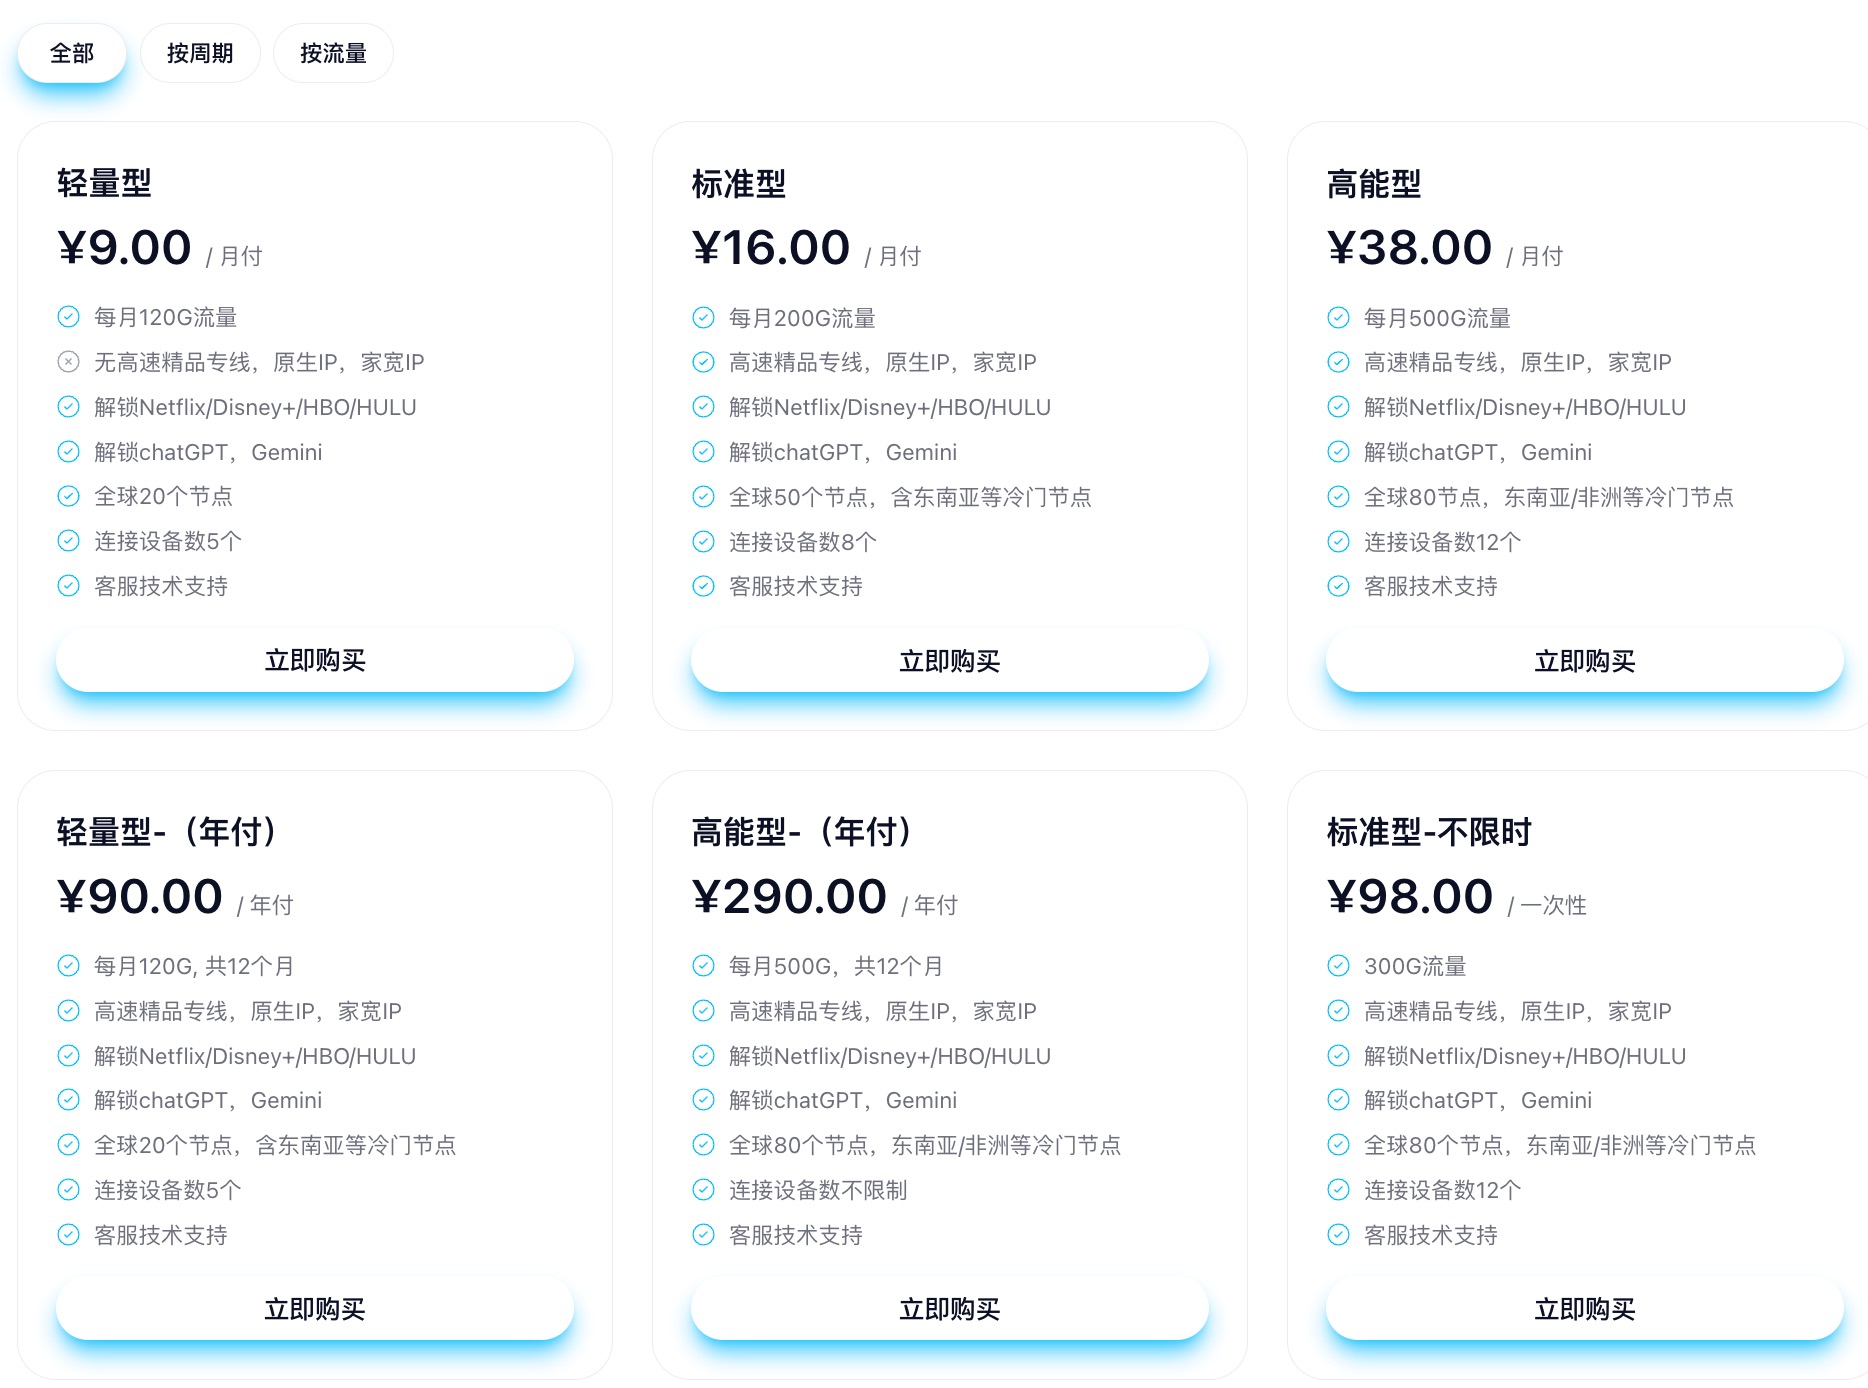 全部
按周期
按流量
轻量型
¥9.00 / 月付
每月120G流量
无高速精品专线，原生IP，家宽IP
解锁Netflix/Disney+/HBO/HULU
解锁chatGPT，Gemini
全球20个节点
连接设备数5个
客服技术支持
立即购买
标准型
¥16.00 / 月付
每月200G流量
高速精品专线，原生IP，家宽IP
解锁Netflix/Disney+/HBO/HULU
解锁chatGPT，Gemini
全球50个节点，含东南亚等冷门节点
连接设备数8个
客服技术支持
立即购买
高能型
¥38.00 / 月付
每月500G流量
高速精品专线，原生IP，家宽IP
解锁Netflix/Disney+/HBO/HULU
解锁chatGPT，Gemini
全球80节点，东南亚/非洲等冷门节点
连接设备数12个
客服技术支持
立即购买
轻量型-（年付）
¥90.00 / 年付
每月120G, 共12个月
高速精品专线，原生IP，家宽IP
解锁Netflix/Disney+/HBO/HULU
解锁chatGPT，Gemini
全球20个节点，含东南亚等冷门节点
连接设备数5个
客服技术支持
立即购买
高能型-（年付）
¥290.00 / 年付
每月500G，共12个月
高速精品专线，原生IP，家宽IP
解锁Netflix/Disney+/HBO/HULU
解锁chatGPT，Gemini
全球80个节点，东南亚/非洲等冷门节点
连接设备数不限制
客服技术支持
立即购买
标准型-不限时
¥98.00 / 一次性
300G流量
高速精品专线，原生IP，家宽IP
解锁Netflix/Disney+/HBO/HULU
解锁chatGPT，Gemini
全球80个节点，东南亚/非洲等冷门节点
连接设备数12个
客服技术支持
立即购买